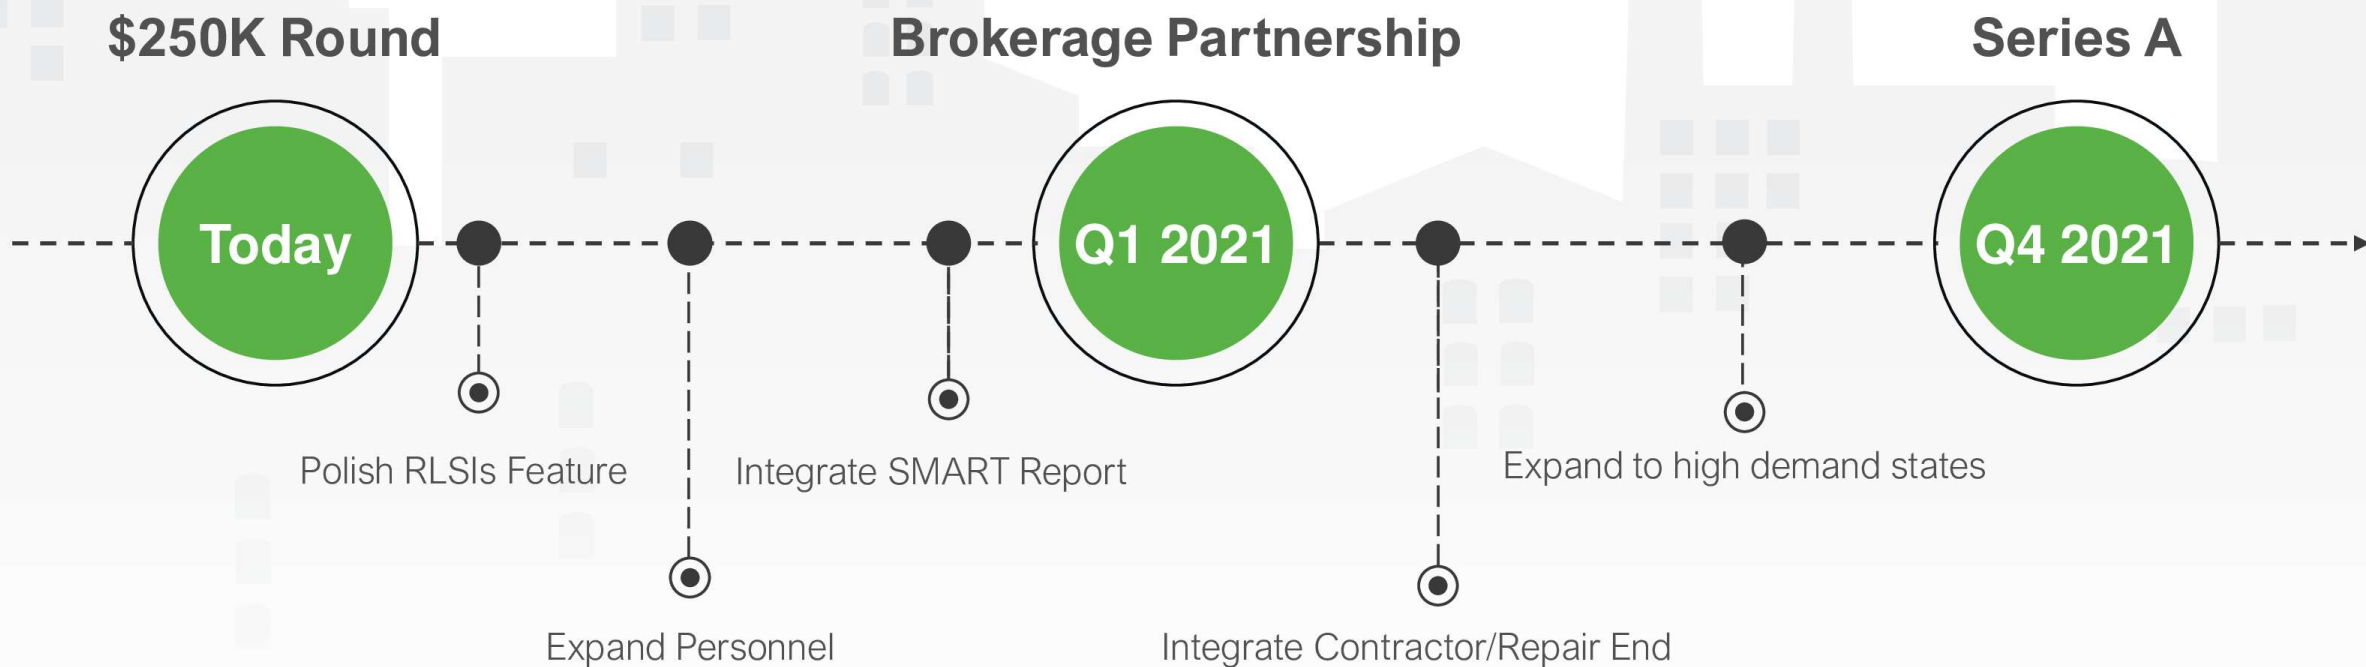 $250K Round
Brokerage Partnership
Series A
Today
Q1 2021
Q4 2021
Polish RLSIs Feature
Integrate SMART Report
Expand to high demand states
Expand Personnel
Integrate Contractor/Repair End